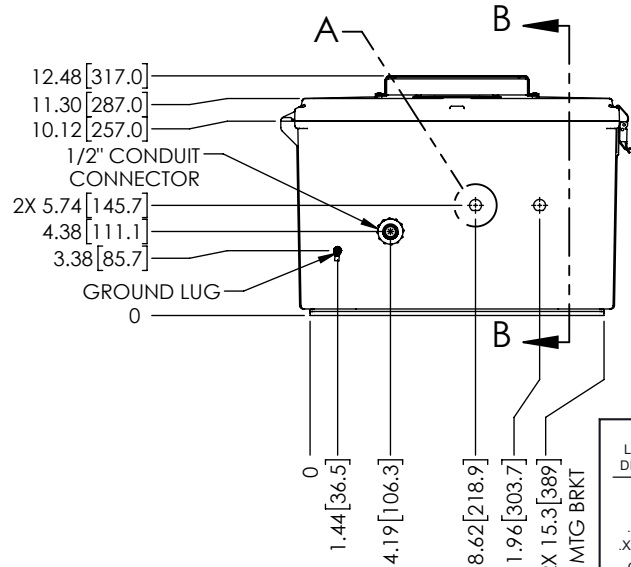 A
B
12.48 [317.0]
11.30 [287.0]
10.12 [257.0]
1/2" CONDUIT
CONNECTOR
2X 5.74 [145.7]
4.38 [111.1]
3.38 [85.7]
GROUND LUG
0
B
0
1.44 [36.5]
4.19 [106.3]
8.62 [218.9]
1.96 [303.7]
X 15.3 [389]
MTG BRKT
L
.X